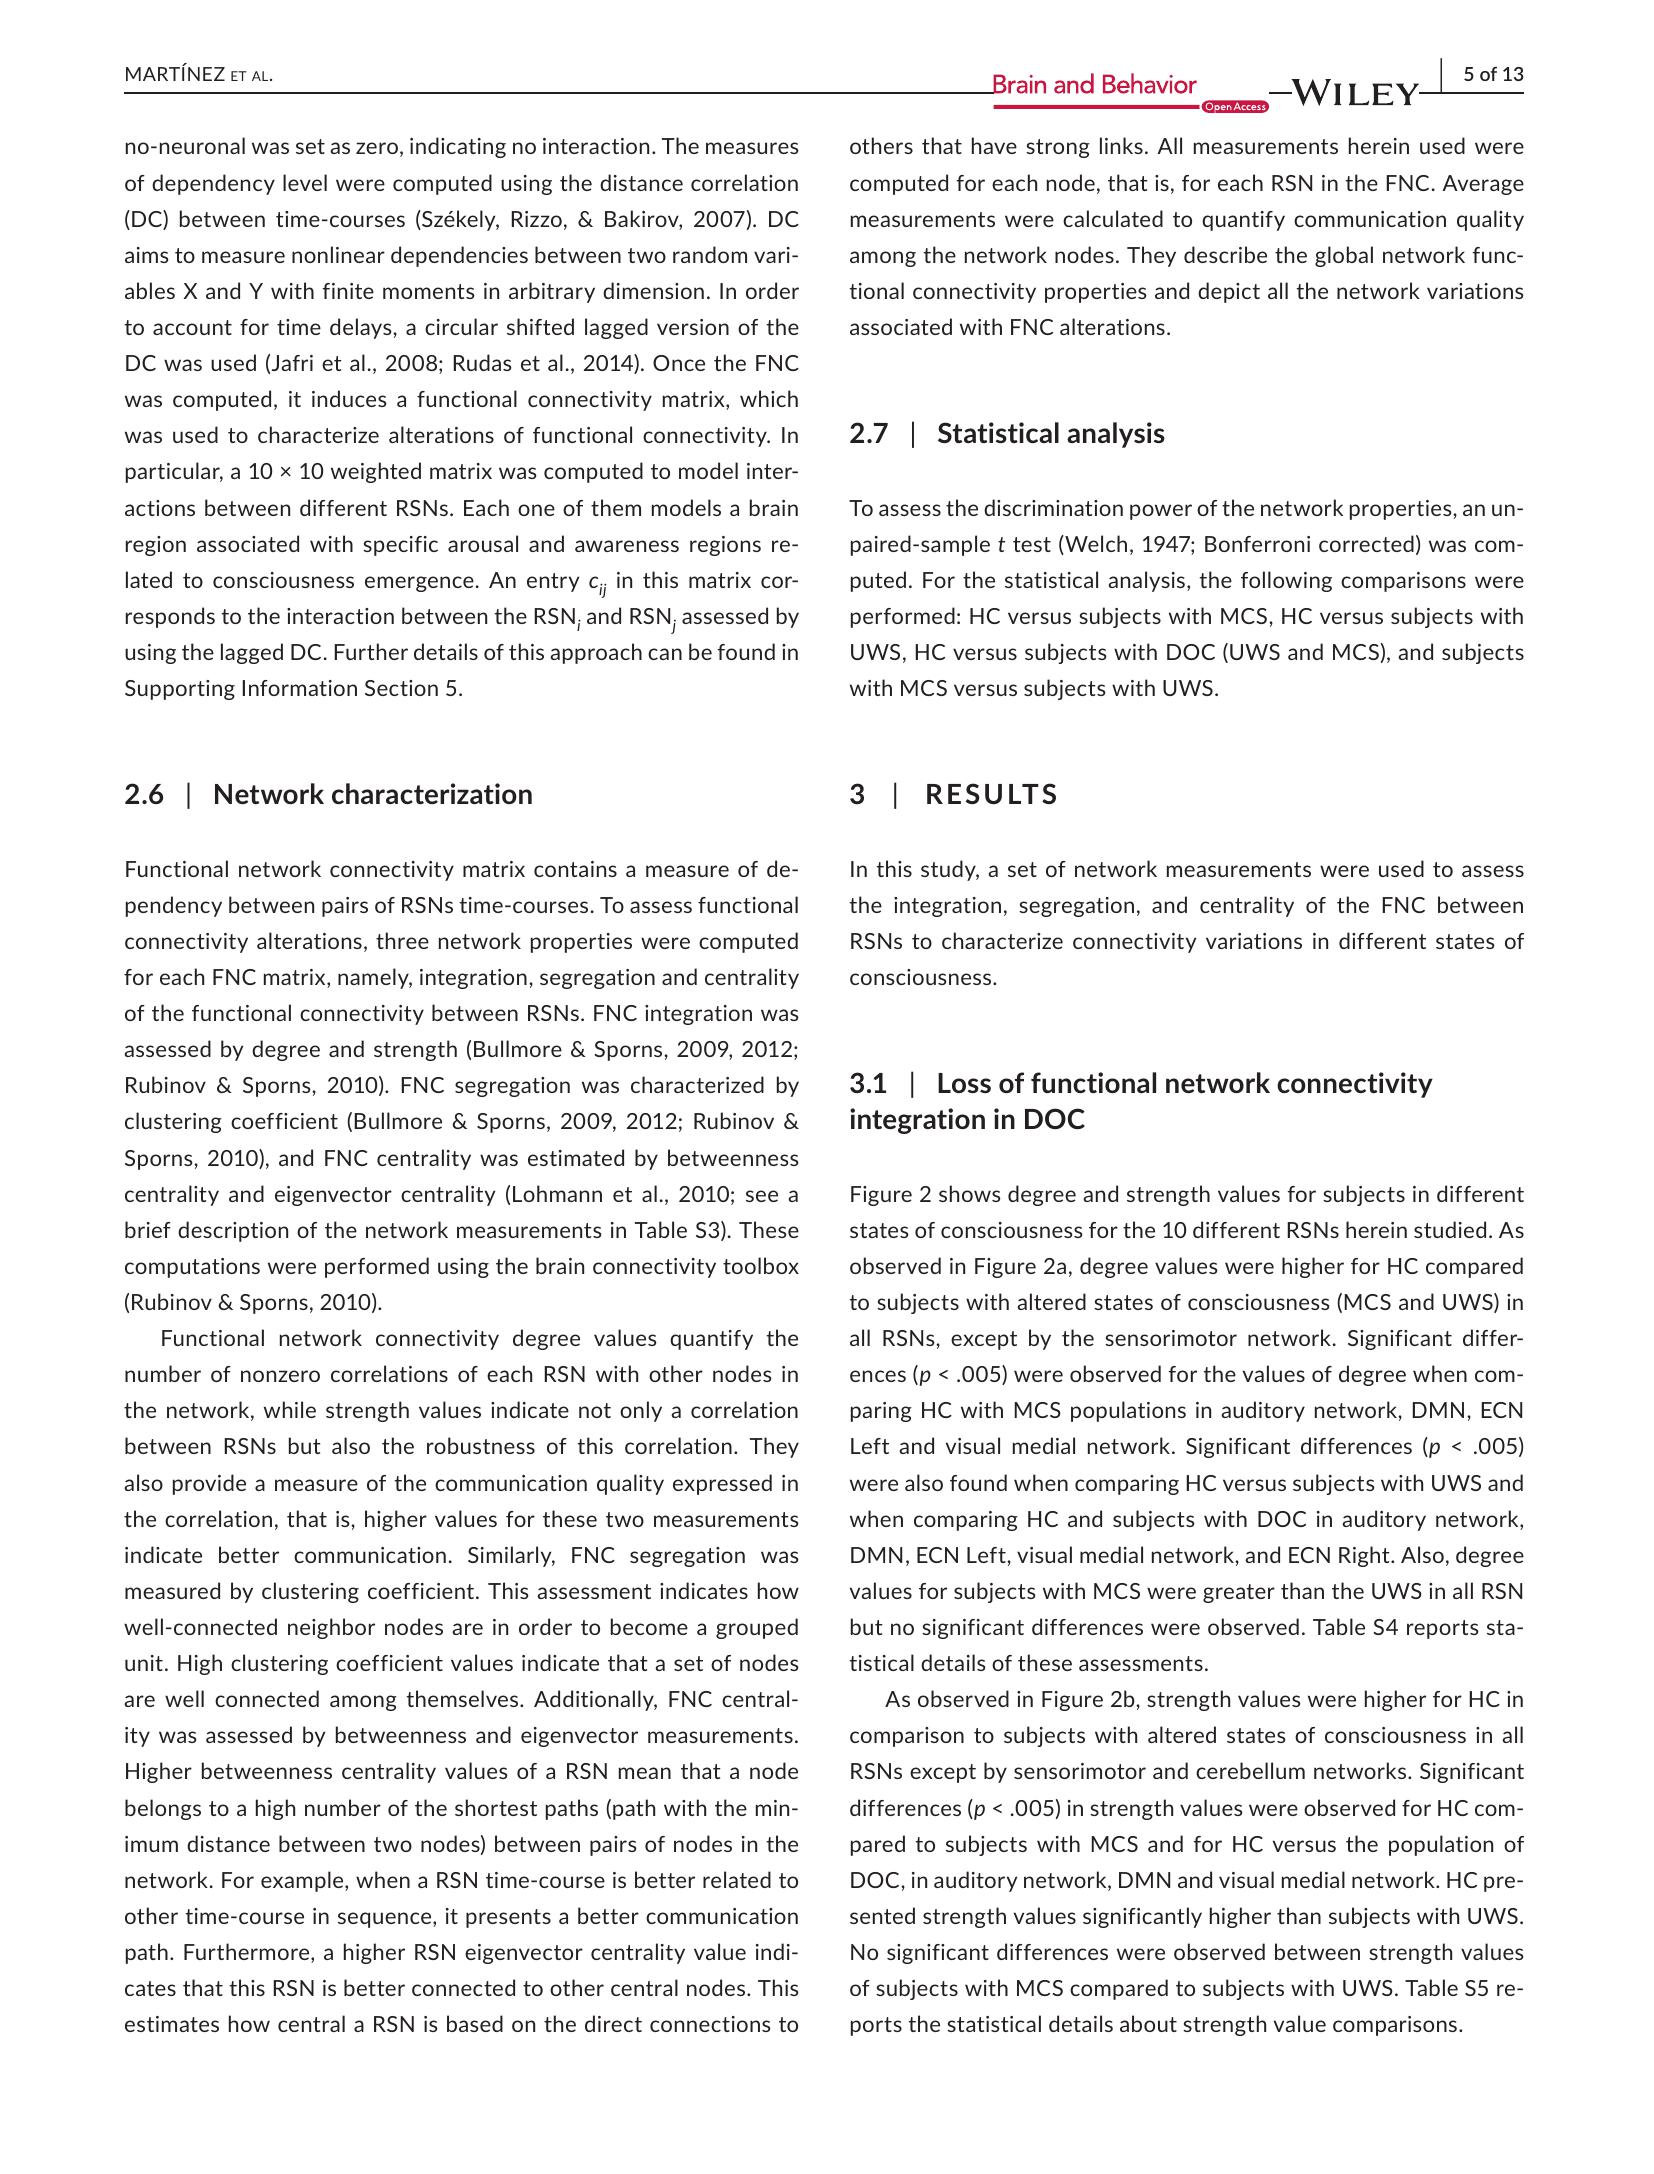 MARTÍNEZ ET AL.
Brain and Behavior
Open Access
WILEY
5 of 13
no-neuronal was set as zero, indicating no interaction. The measures
of dependency level were computed using the distance correlation
(DC) between time-courses (Székely, Rizzo, & Bakirov, 2007). DC
aims to measure nonlinear dependencies between two random vari-
ables X and Y with finite moments in arbitrary dimension. In order
to account for time delays, a circular shifted lagged version of the
DC was used (Jafri et al., 2008; Rudas et al., 2014). Once the FNC
was computed, it induces a functional connectivity matrix, which
was used to characterize alterations of functional connectivity. In
particular, a 10 × 10 weighted matrix was computed to model inter-
actions between different RSNs. Each one of them models a brain
region associated with specific arousal and awareness regions re-
lated to consciousness emergence. An entry c_ij in this matrix cor-
responds to the interaction between the RSN_i and RSN_j assessed by
using the lagged DC. Further details of this approach can be found in
Supporting Information Section 5.
2.6 | Network characterization
Functional network connectivity matrix contains a measure of de-
pendency between pairs of RSNs time-courses. To assess functional
connectivity alterations, three network properties were computed
for each FNC matrix, namely, integration, segregation and centrality
of the functional connectivity between RSNs. FNC integration was
assessed by degree and strength (Bullmore & Sporns, 2009, 2012;
Rubinov & Sporns, 2010). FNC segregation was characterized by
clustering coefficient (Bullmore & Sporns, 2009, 2012; Rubinov &
Sporns, 2010), and FNC centrality was estimated by betweenness
centrality and eigenvector centrality (Lohmann et al., 2010; see a
brief description of the network measurements in Table S3). These
computations were performed using the brain connectivity toolbox
(Rubinov & Sporns, 2010).
Functional network connectivity degree values quantify the
number of nonzero correlations of each RSN with other nodes in
the network, while strength values indicate not only a correlation
between RSNs but also the robustness of this correlation. They
also provide a measure of the communication quality expressed in
the correlation, that is, higher values for these two measurements
indicate better communication. Similarly, FNC segregation was
measured by clustering coefficient. This assessment indicates how
well-connected neighbor nodes are in order to become a grouped
unit. High clustering coefficient values indicate that a set of nodes
are well connected among themselves. Additionally, FNC central-
ity was assessed by betweenness and eigenvector measurements.
Higher betweenness centrality values of a RSN mean that a node
belongs to a high number of the shortest paths (path with the min-
imum distance between two nodes) between pairs of nodes in the
network. For example, when a RSN time-course is better related to
other time-course in sequence, it presents a better communication
path. Furthermore, a higher RSN eigenvector centrality value indi-
cates that this RSN is better connected to other central nodes. This
estimates how central a RSN is based on the direct connections to
others that have strong links. All measurements herein used were
computed for each node, that is, for each RSN in the FNC. Average
measurements were calculated to quantify communication quality
among the network nodes. They describe the global network func-
tional connectivity properties and depict all the network variations
associated with FNC alterations.
2.7 | Statistical analysis
To assess the discrimination power of the network properties, an un-
paired-sample t test (Welch, 1947; Bonferroni corrected) was com-
puted. For the statistical analysis, the following comparisons were
performed: HC versus subjects with MCS, HC versus subjects with
UWS, HC versus subjects with DOC (UWS and MCS), and subjects
with MCS versus subjects with UWS.
3 | RESULTS
In this study, a set of network measurements were used to assess
the integration, segregation, and centrality of the FNC between
RSNs to characterize connectivity variations in different states of
consciousness.
3.1 | Loss of functional network connectivity
integration in DOC
Figure 2 shows degree and strength values for subjects in different
states of consciousness for the 10 different RSNs herein studied. As
observed in Figure 2a, degree values were higher for HC compared
to subjects with altered states of consciousness (MCS and UWS) in
all RSNs, except by the sensorimotor network. Significant differ-
ences (p < .005) were observed for the values of degree when com-
paring HC with MCS populations in auditory network, DMN, ECN
Left and visual medial network. Significant differences (p < .005)
were also found when comparing HC versus subjects with UWS and
when comparing HC and subjects with DOC in auditory network,
DMN, ECN Left, visual medial network, and ECN Right. Also, degree
values for subjects with MCS were greater than the UWS in all RSN
but no significant differences were observed. Table S4 reports sta-
tistical details of these assessments.
As observed in Figure 2b, strength values were higher for HC in
comparison to subjects with altered states of consciousness in all
RSNs except by sensorimotor and cerebellum networks. Significant
differences (p < .005) in strength values were observed for HC com-
pared to subjects with MCS and for HC versus the population of
DOC, in auditory network, DMN and visual medial network. HC pre-
sented strength values significantly higher than subjects with UWS.
No significant differences were observed between strength values
of subjects with MCS compared to subjects with UWS. Table S5 re-
ports the statistical details about strength value comparisons.